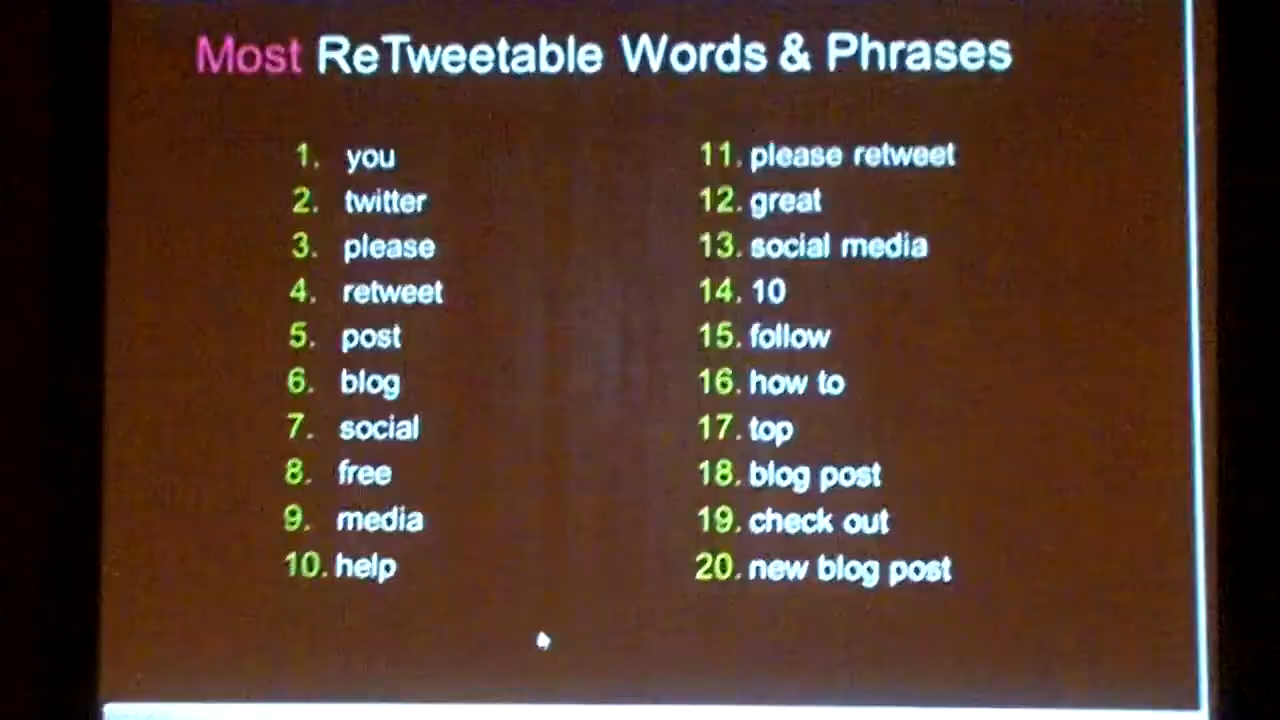 Most ReTweetable Words & Phrases
1. you
2. twitter
3. please
4. retweet
5. post
6. blog
7. social
8. free
9. media
10. help
11. please retweet
12. great
13. social media
14. 10
15. follow
16. how to
17. top
18. blog post
19. check out
20. new blog post